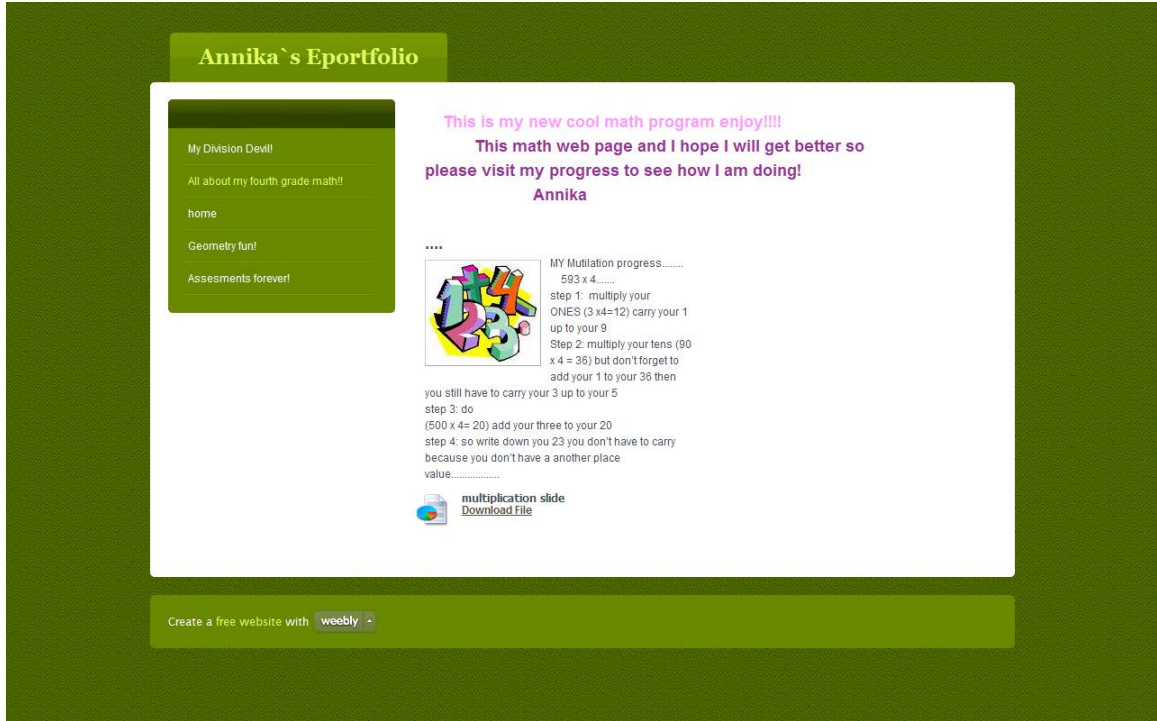 Annika`s Eportfolio
My Division Devil!
All about my fourth grade math!!
home
Geometry fun!
Assesments forever!
This is my new cool math program enjoy!!!!
This math web page and I hope I will get better so
please visit my progress to see how I am doing!
Annika
....
MY Mutilation progress........
593 x 4.......
step 1:  multiply your
ONES (3 x4=12) carry your 1
up to your 9
Step 2: multiply your tens (90
x 4 = 36) but don't forget to
add your 1 to your 36 then
you still have to carry your 3 up to your 5
step 3: do
(500 x 4= 20) add your three to your 20
step 4: so write down you 23 you don't have to carry
because you don't have a another place
value..................
multiplication slide
Download File
Create a free website with weebly